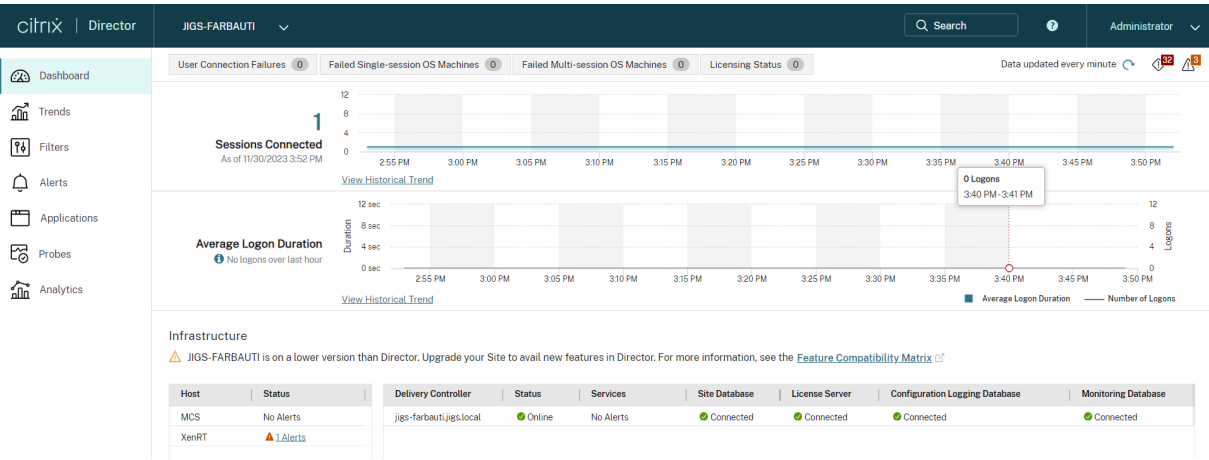 citrix | Director JIGS-FARBAUTI Search ? Administrator
Dashboard
Trends
Filters
Alerts
Applications
Probes
Analytics
User Connection Failures 0 Failed Single-session OS Machines 0 Failed Multi-session OS Machines 0 Licensing Status 0 Data updated every minute 32 3
1
Sessions Connected
As of 11/30/2023 3:52 PM
12
8
4
0
2:55 PM 3:00 PM 3:05 PM 3:10 PM 3:15 PM 3:20 PM 3:25 PM 3:30 PM 3:35 PM 3:40 PM 3:45 PM 3:50 PM
View Historical Trend
0 Logons
3:40 PM-3:41 PM
Average Logon Duration
No logons over last hour
Duration
12 sec
8 sec
4 sec
0 sec
12
8
4
0
Logons
2:55 PM 3:00 PM 3:05 PM 3:10 PM 3:15 PM 3:20 PM 3:25 PM 3:30 PM 3:35 PM 3:40 PM 3:45 PM 3:50 PM
View Historical Trend
Average Logon Duration Number of Logons
Infrastructure
JIGS-FARBAUTI is on a lower version than Director. Upgrade your Site to avail new features in Director. For more information, see the Feature Compatibility Matrix
Host Status
MCS No Alerts
XenRT 1 Alerts
Delivery Controller Status Services Site Database License Server Configuration Logging Database Monitoring Database
jigs-farbauti.jigs.local Online No Alerts Connected Connected Connected Connected